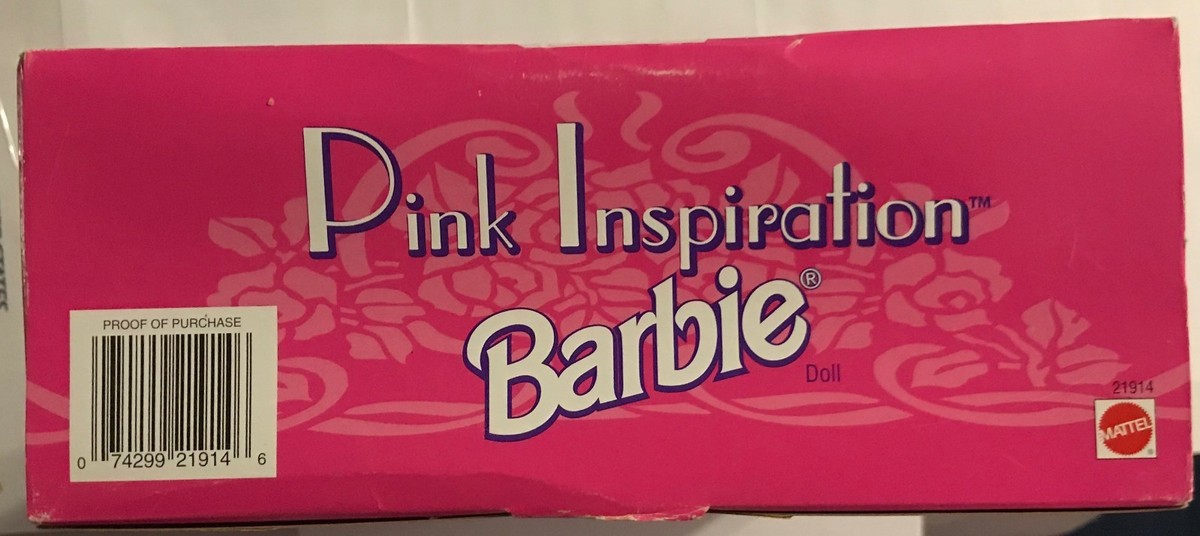 Pink Inspiration™
Barbie®
Doll
PROOF OF PURCHASE
0 74299 21914 6
21914
MATTEL®